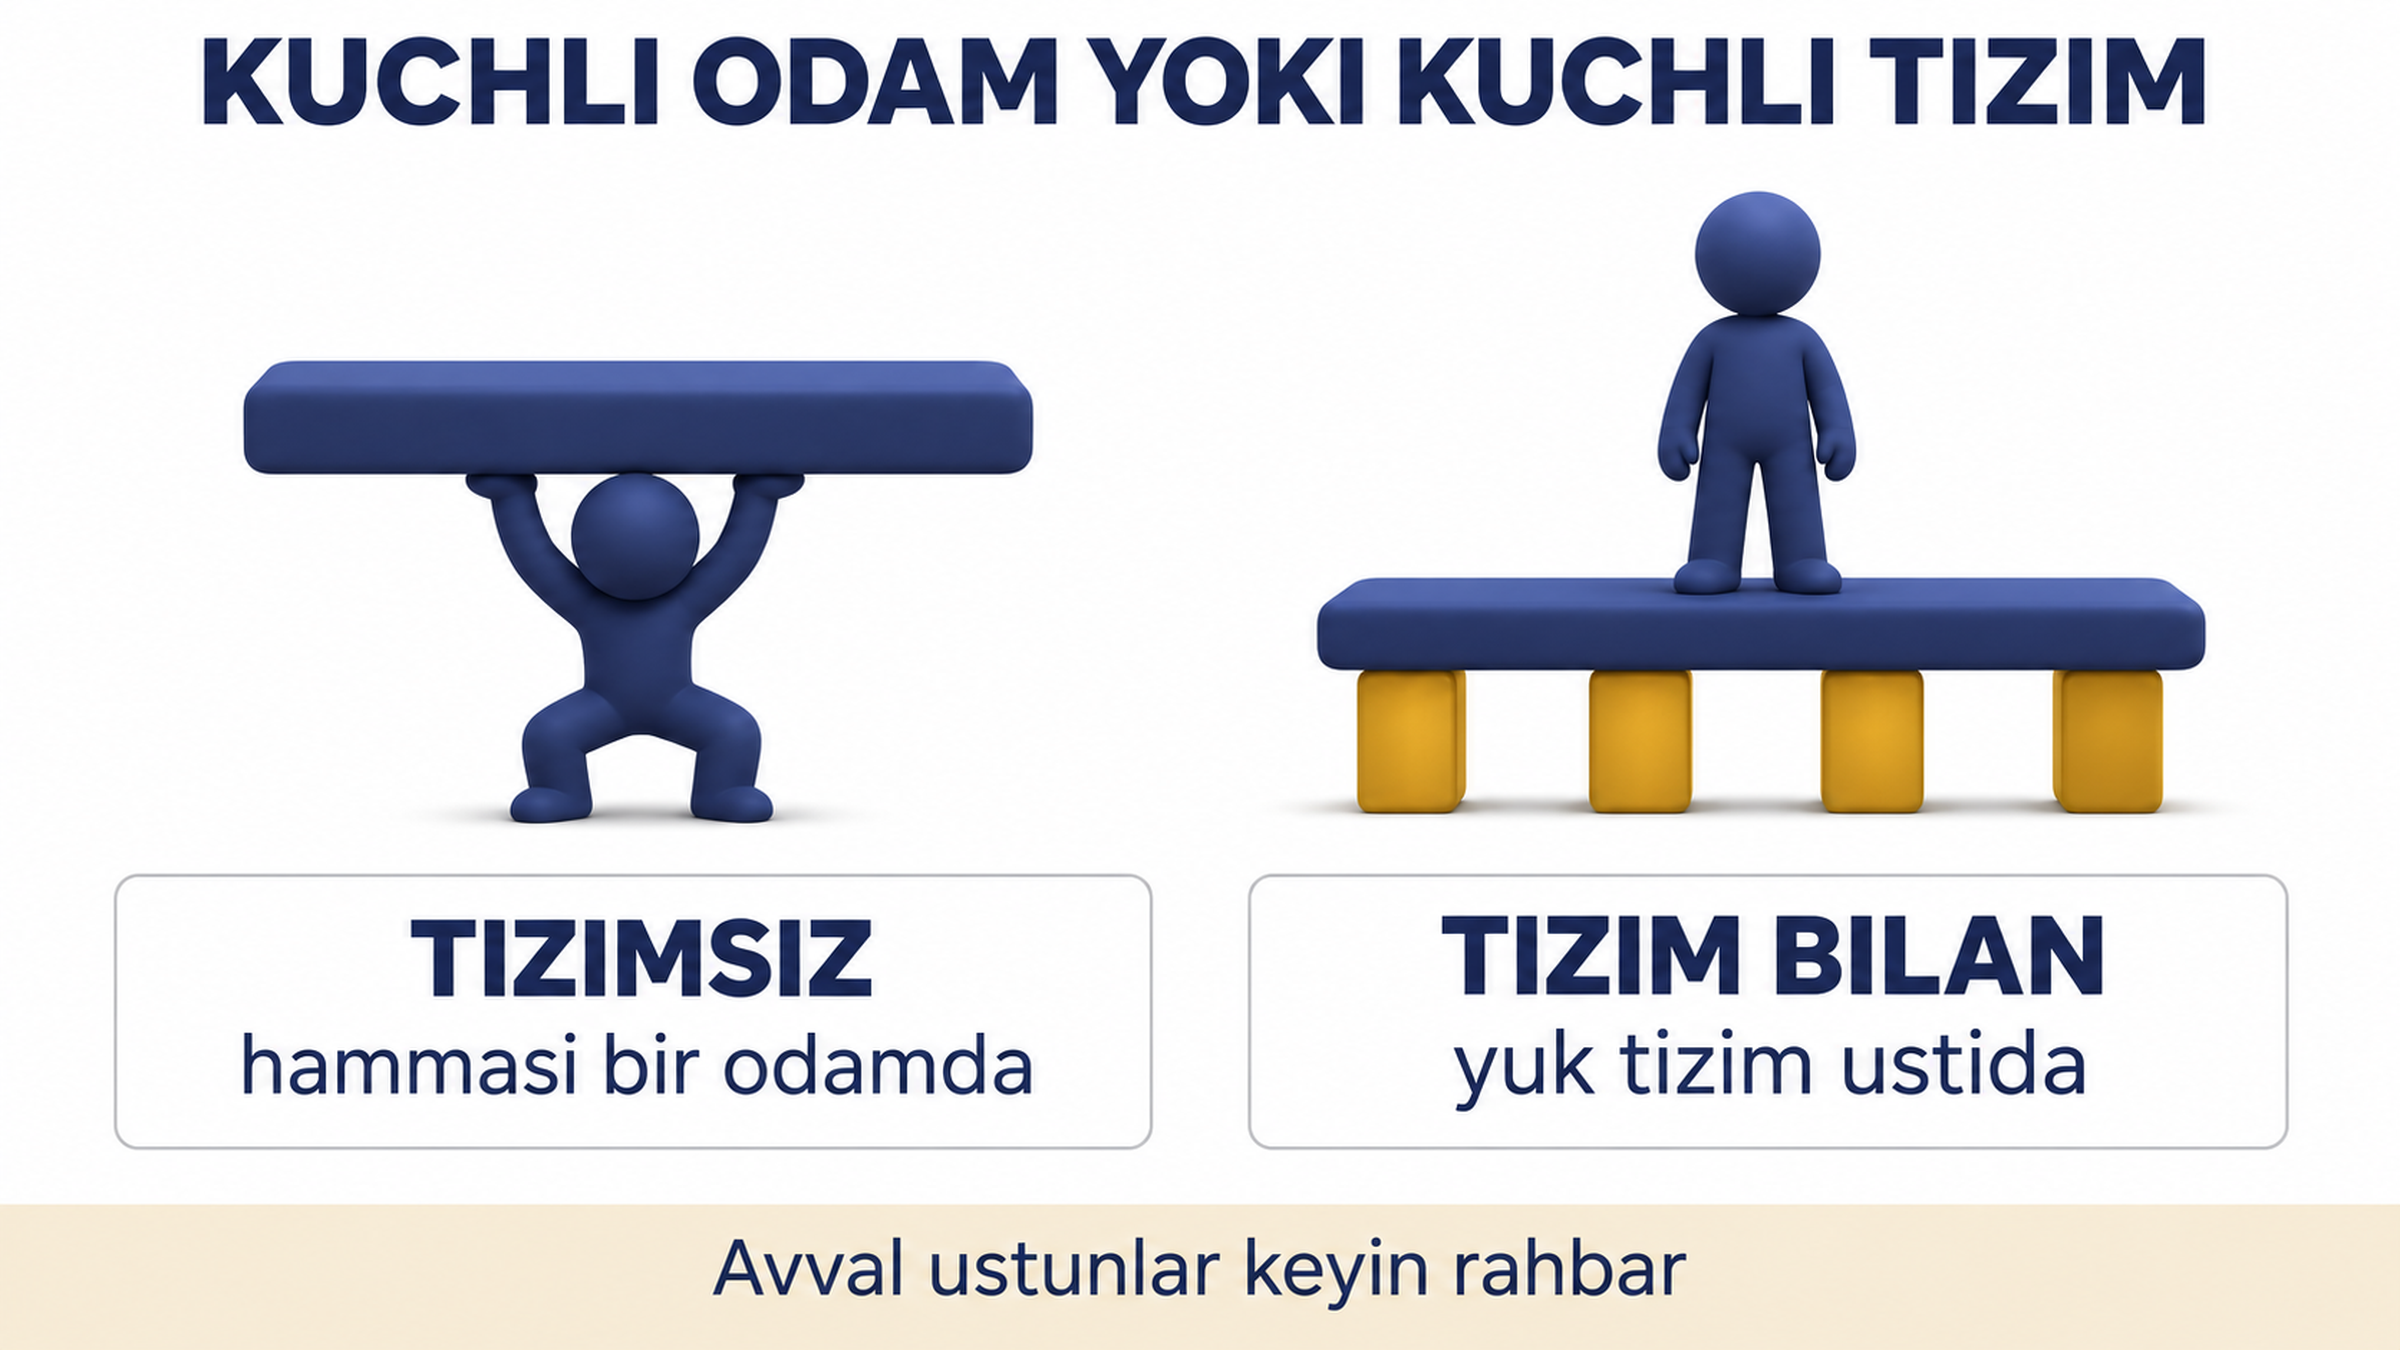 KUCHLI ODAM YOKI KUCHLI TIZIM
TIZIMSIZ
hammasi bir odamda
TIZIM BILAN
yuk tizim ustida
Avval ustunlar keyin rahbar